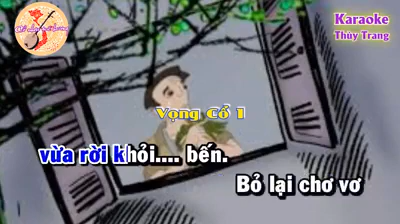 Karaoke
Thùy Trang
Vọng Cổ 1
vừa rời khỏi.... bến.
Bỏ lại chơ vơ